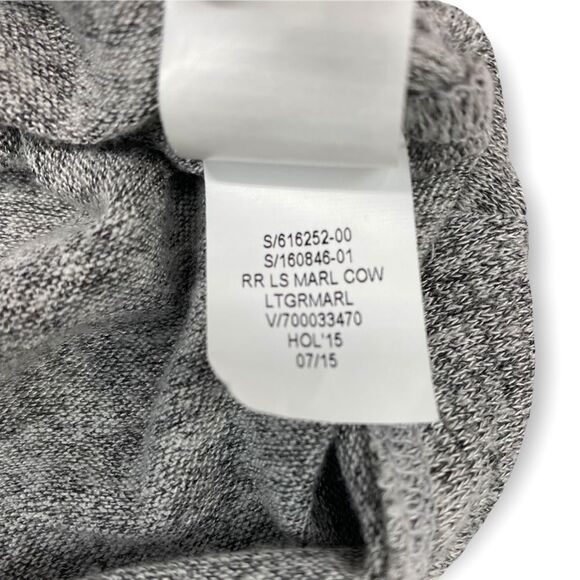 S/616252-00
S/160846-01
RR LS MARL COW
LTGRMARL
V/700033470
HOL'15
07/15